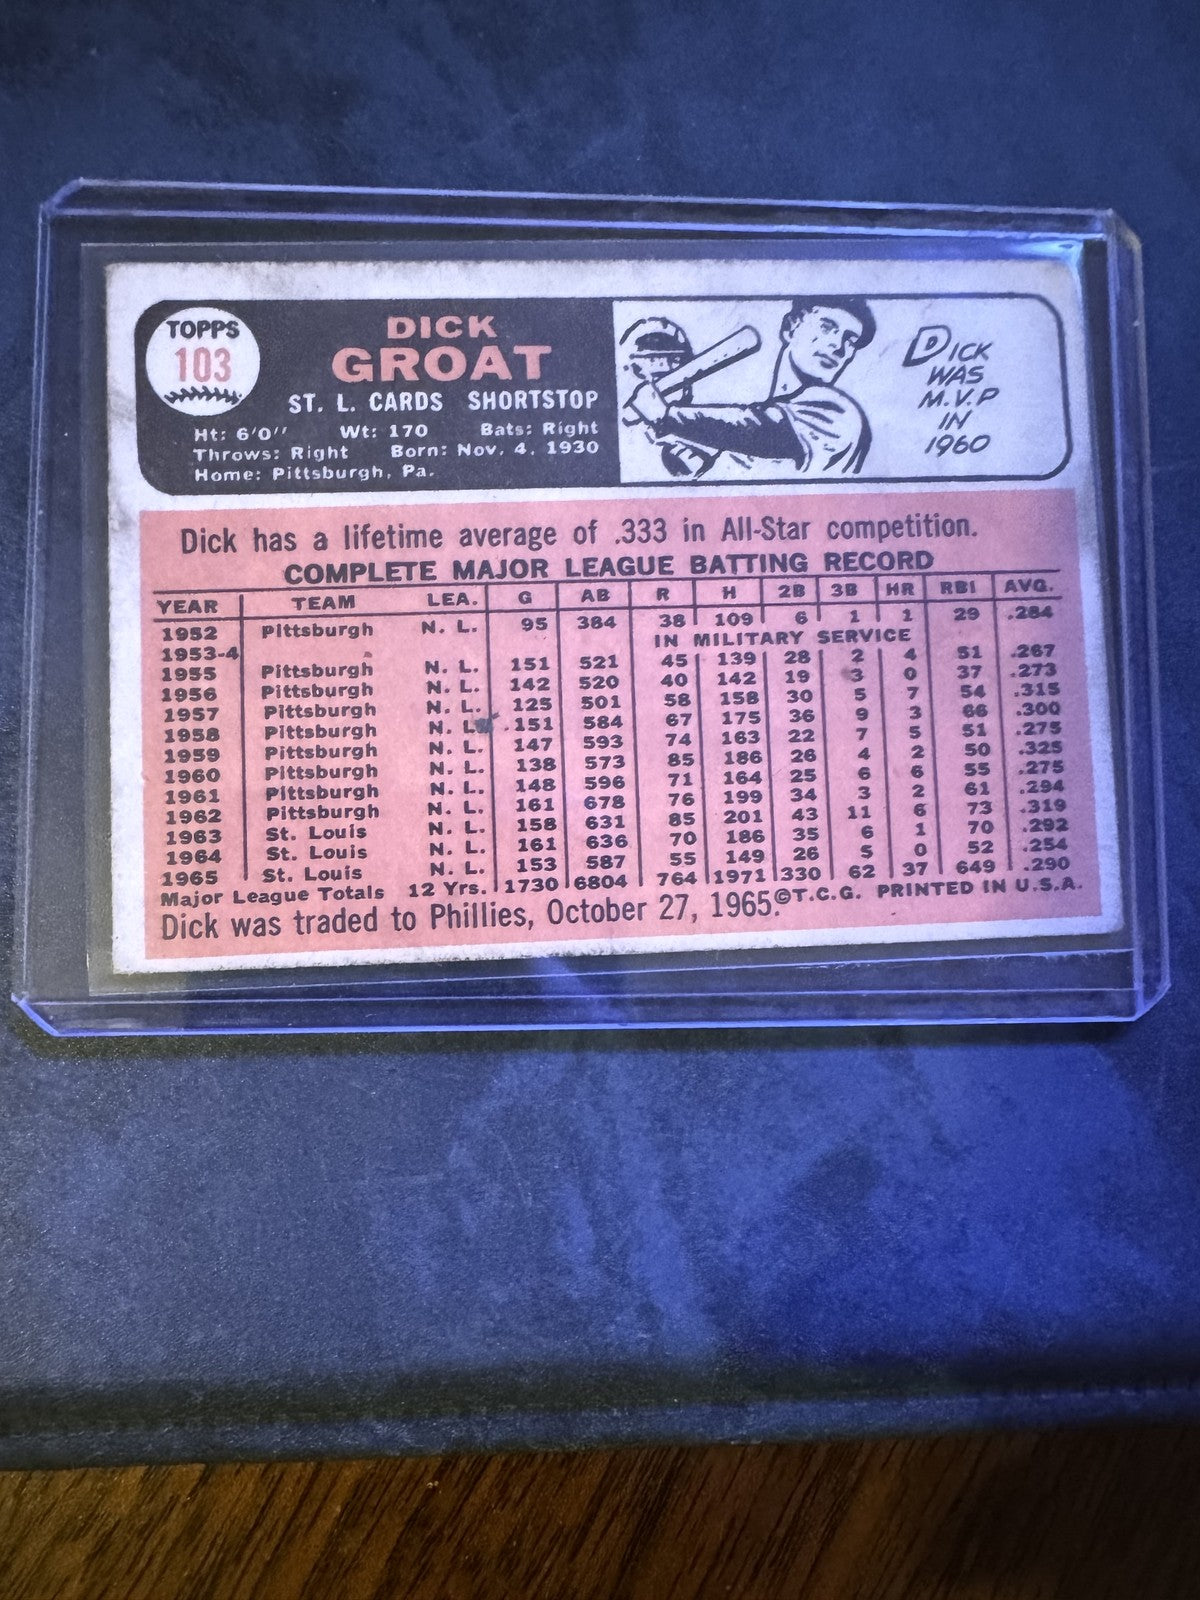 TOPPS
103
DICK
GROAT
ST. L. CARDS SHORTSTOP
Ht: 6'0" Wt: 170 Bats: Right
Throws: Right Born: Nov. 4, 1930
Home: Pittsburgh, Pa.
DICK
WAS
M.V.P
IN
1960
Dick has a lifetime average of .333 in All-Star competition.
COMPLETE MAJOR LEAGUE BATTING RECORD
YEAR TEAM LEA. G AB R H 2B 3B HR RBI AVG.
1952 Pittsburgh N. L. 95 384 38 109 6 1 1 29 .284
1953-4 IN MILITARY SERVICE
1955 Pittsburgh N. L. 151 521 45 139 28 2 4 51 .267
1956 Pittsburgh N. L. 142 520 40 142 19 3 0 37 .273
1957 Pittsburgh N. L. 125 501 58 158 30 5 7 54 .315
1958 Pittsburgh N. L. 151 584 67 175 36 9 3 66 .300
1959 Pittsburgh N. L. 147 593 74 163 22 7 5 51 .275
1960 Pittsburgh N. L. 138 573 85 186 26 4 2 50 .325
1961 Pittsburgh N. L. 148 596 71 164 25 6 6 55 .275
1962 Pittsburgh N. L. 161 678 76 199 34 3 2 61 .294
1963 St. Louis N. L. 158 631 85 201 43 11 6 73 .319
1964 St. Louis N. L. 161 636 70 186 35 6 1 70 .292
1965 St. Louis N. L. 153 587 55 149 26 5 0 52 .254
Major League Totals 12 Yrs. 1730 6804 764 1971 330 62 37 649 .290
Dick was traded to Phillies, October 27, 1965. ©T.C.G. PRINTED IN U.S.A.